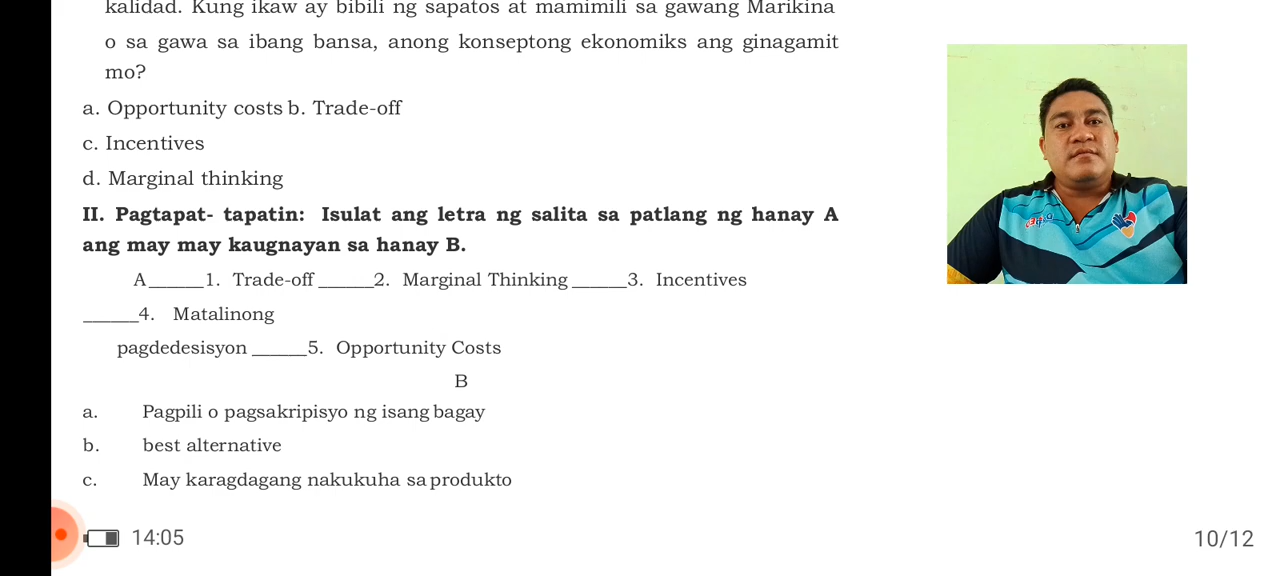 kalidad. Kung ikaw ay bibili ng sapatos at mamimili sa gawang Marikina
o sa gawa sa ibang bansa, anong konseptong ekonomiks ang ginagamit
mo?
a. Opportunity costs b. Trade-off
c. Incentives
d. Marginal thinking
II. Pagtapat- tapatin: Isulat ang letra ng salita sa patlang ng hanay A
ang may may kaugnayan sa hanay B.
A______1. Trade-off ______2. Marginal Thinking ______3. Incentives
______4. Matalinong
pagdedesisyon ______5. Opportunity Costs
B
a. Pagpili o pagsakripisyo ng isang bagay
b. best alternative
c. May karagdagang nakukuha sa produkto
14:05
10/12